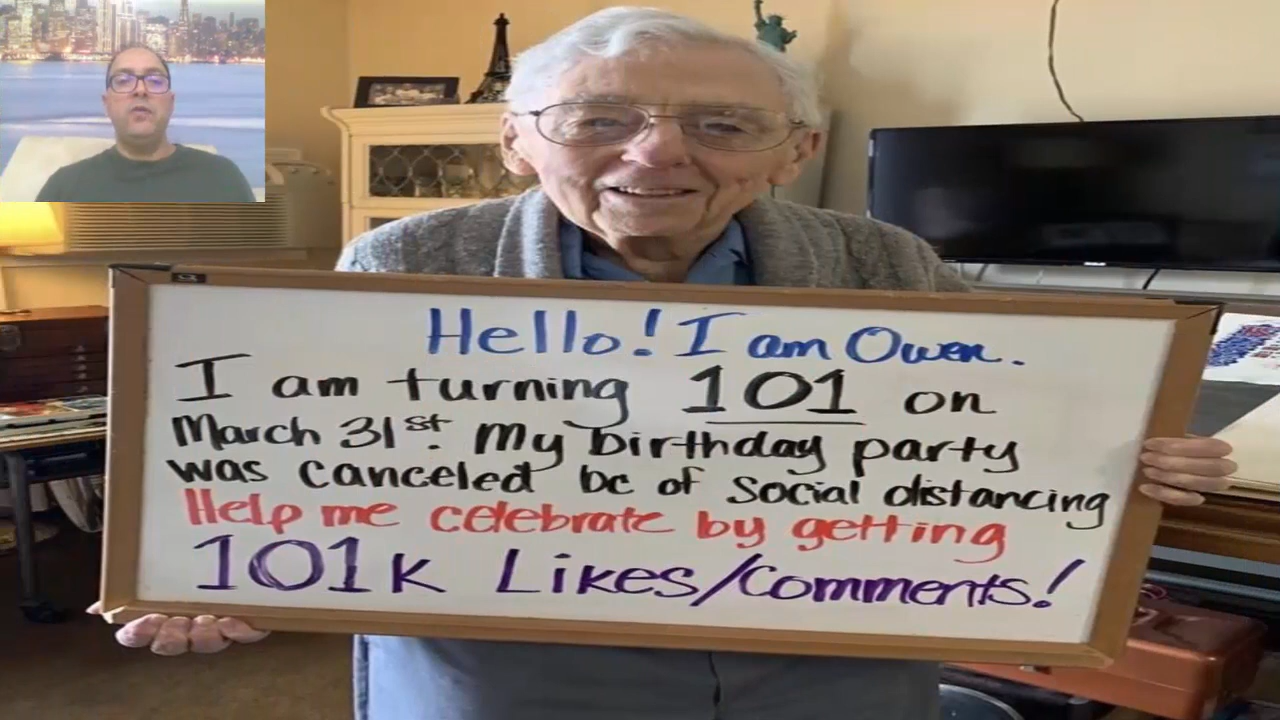 Hello! I am Owen.
I am turning 101 on
March 31st. My birthday party
was canceled bc of social distancing
Help me celebrate by getting
101K Likes/Comments!